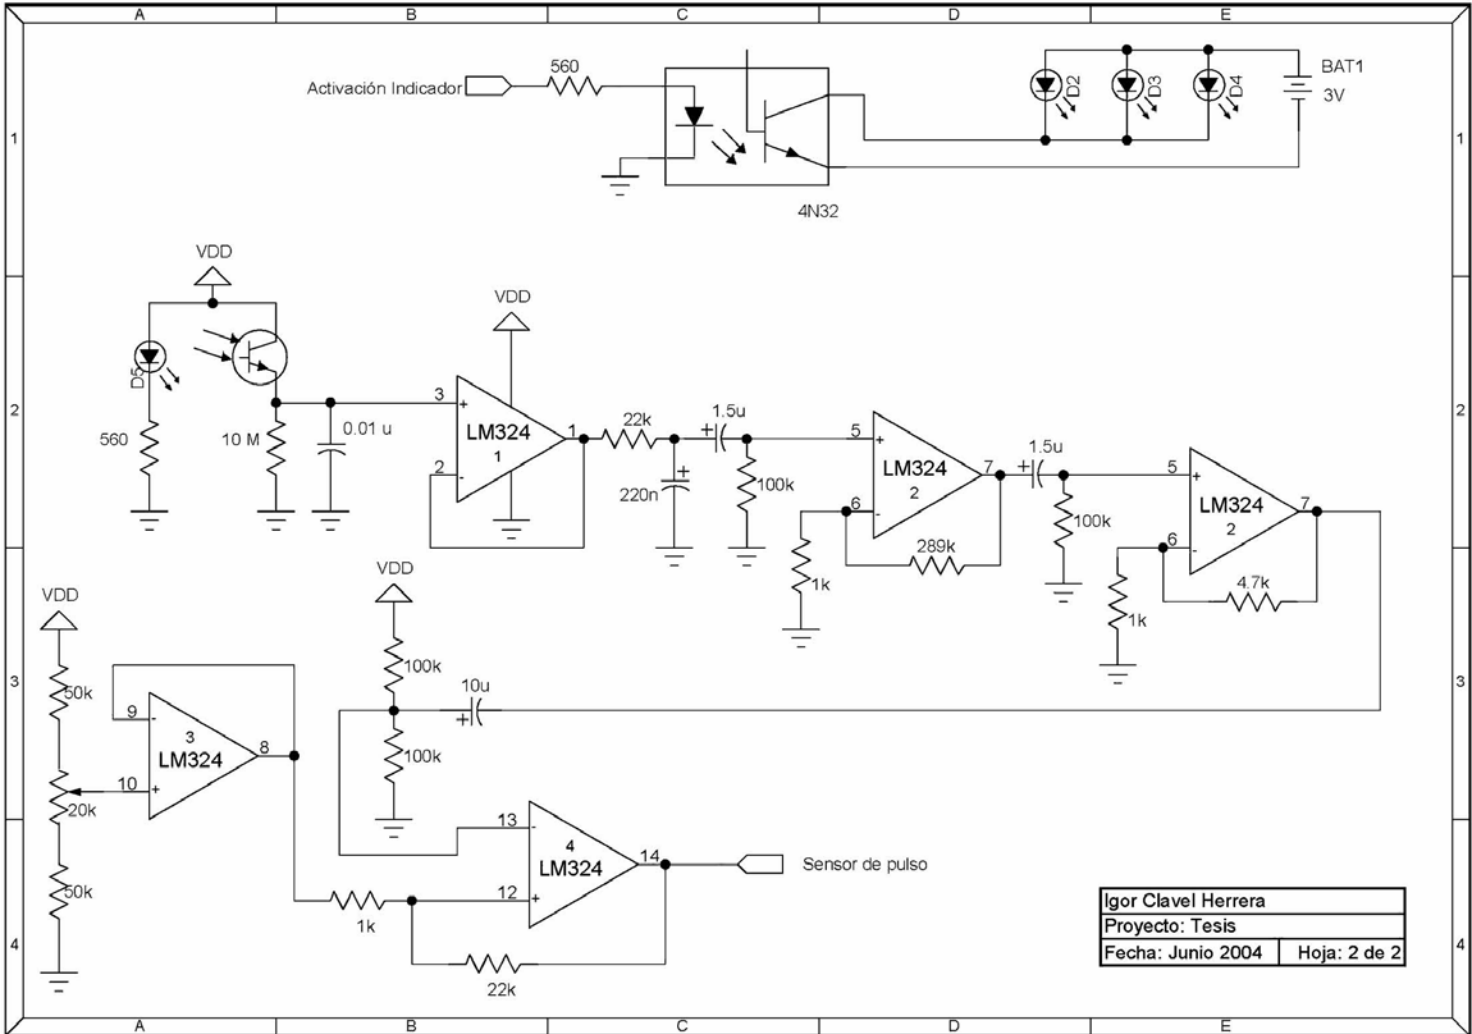 A B C D E
560
Activación Indicador
D2
D3
D4
BAT1
3V
1 1
4N32
VDD
VDD
D5
560
10 M
0.01 u
3
+
LM324
1
2
-
1
22k
1.5u
+
220n
+
100k
5
+
LM324
2
6
-
7
289k
1k
1.5u
+
100k
5
+
LM324
2
6
-
7
4.7k
1k
2 2
VDD
VDD
50k
100k
10u
+
9
-
3
LM324
8
10
+
20k
100k
3 3
50k
13
-
4
LM324
14
12
+
Sensor de pulso
1k
22k
Igor Clavel Herrera
Proyecto: Tesis
Fecha: Junio 2004 Hoja: 2 de 2
4 4
A B C D E